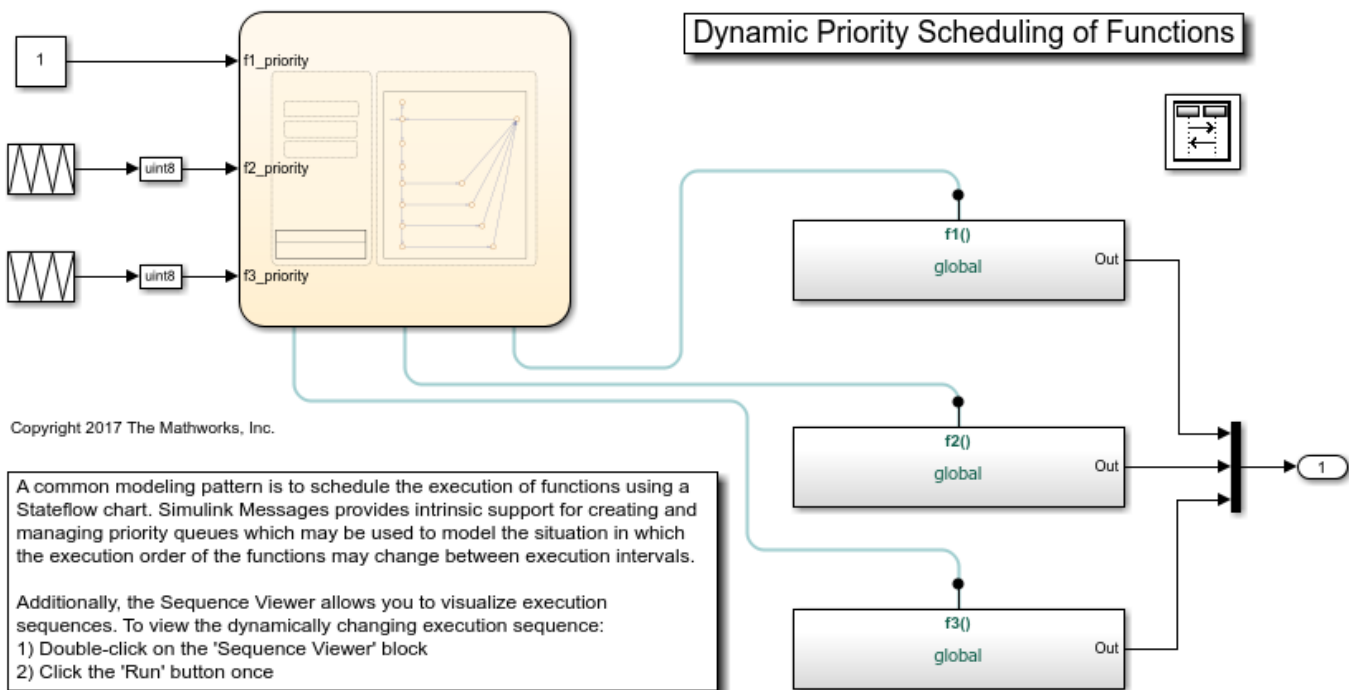 Dynamic Priority Scheduling of Functions
1
f1_priority
uint8
f2_priority
uint8
f3_priority
f1()
global
Out
f2()
global
Out
1
f3()
global
Out
Copyright 2017 The Mathworks, Inc.
A common modeling pattern is to schedule the execution of functions using a
Stateflow chart. Simulink Messages provides intrinsic support for creating and
managing priority queues which may be used to model the situation in which
the execution order of the functions may change between execution intervals.
Additionally, the Sequence Viewer allows you to visualize execution
sequences. To view the dynamically changing execution sequence:
1) Double-click on the 'Sequence Viewer' block
2) Click the 'Run' button once